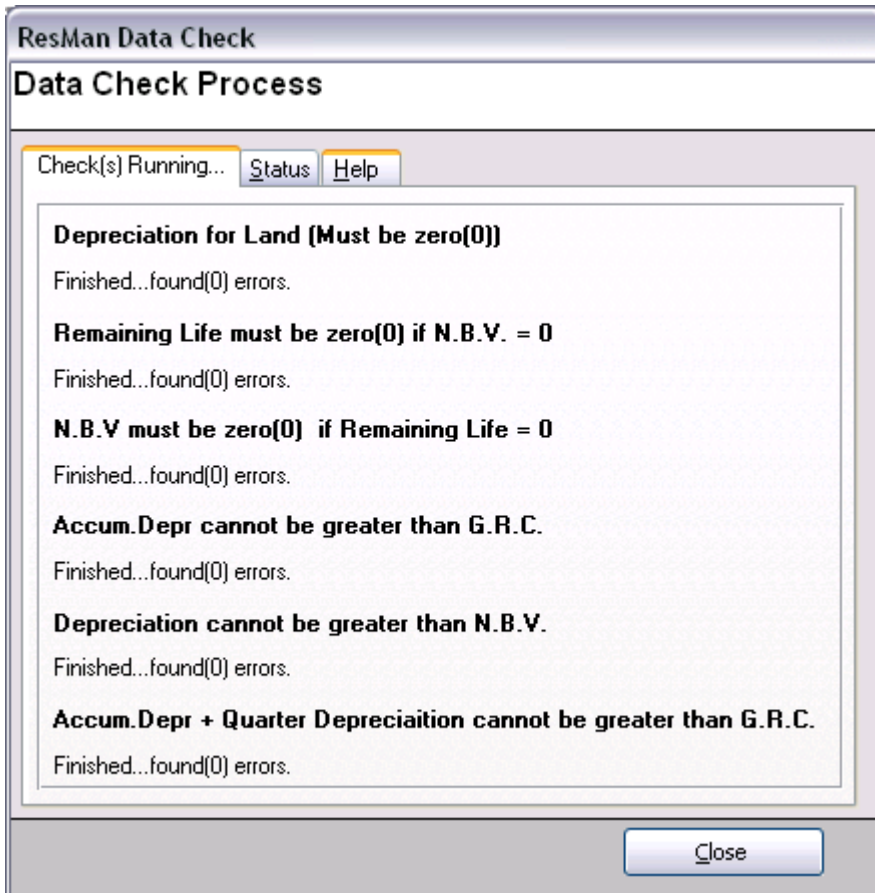 ResMan Data Check
Data Check Process
Check(s) Running...
Status
Help
Depreciation for Land (Must be zero(0))
Finished...found(0) errors.
Remaining Life must be zero(0) if N.B.V. = 0
Finished...found(0) errors.
N.B.V must be zero(0) if Remaining Life = 0
Finished...found(0) errors.
Accum.Depr cannot be greater than G.R.C.
Finished...found(0) errors.
Depreciation cannot be greater than N.B.V.
Finished...found(0) errors.
Accum.Depr + Quarter Depreciaition cannot be greater than G.R.C.
Finished...found(0) errors.
Close